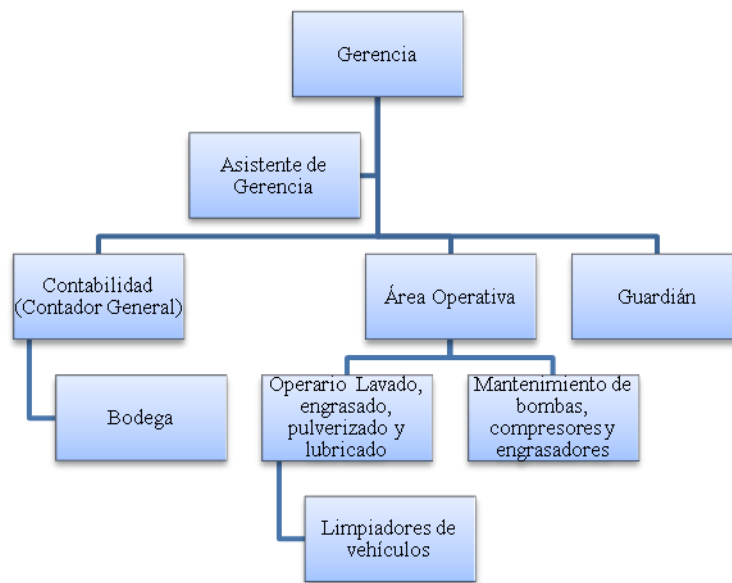 Gerencia
Asistente de
Gerencia
Contabilidad
(Contador General)
Área Operativa
Guardián
Bodega
Operario Lavado,
engrasado,
pulverizado y
lubricado
Mantenimiento de
bombas,
compresores y
engrasadores
Limpiadores de
vehículos